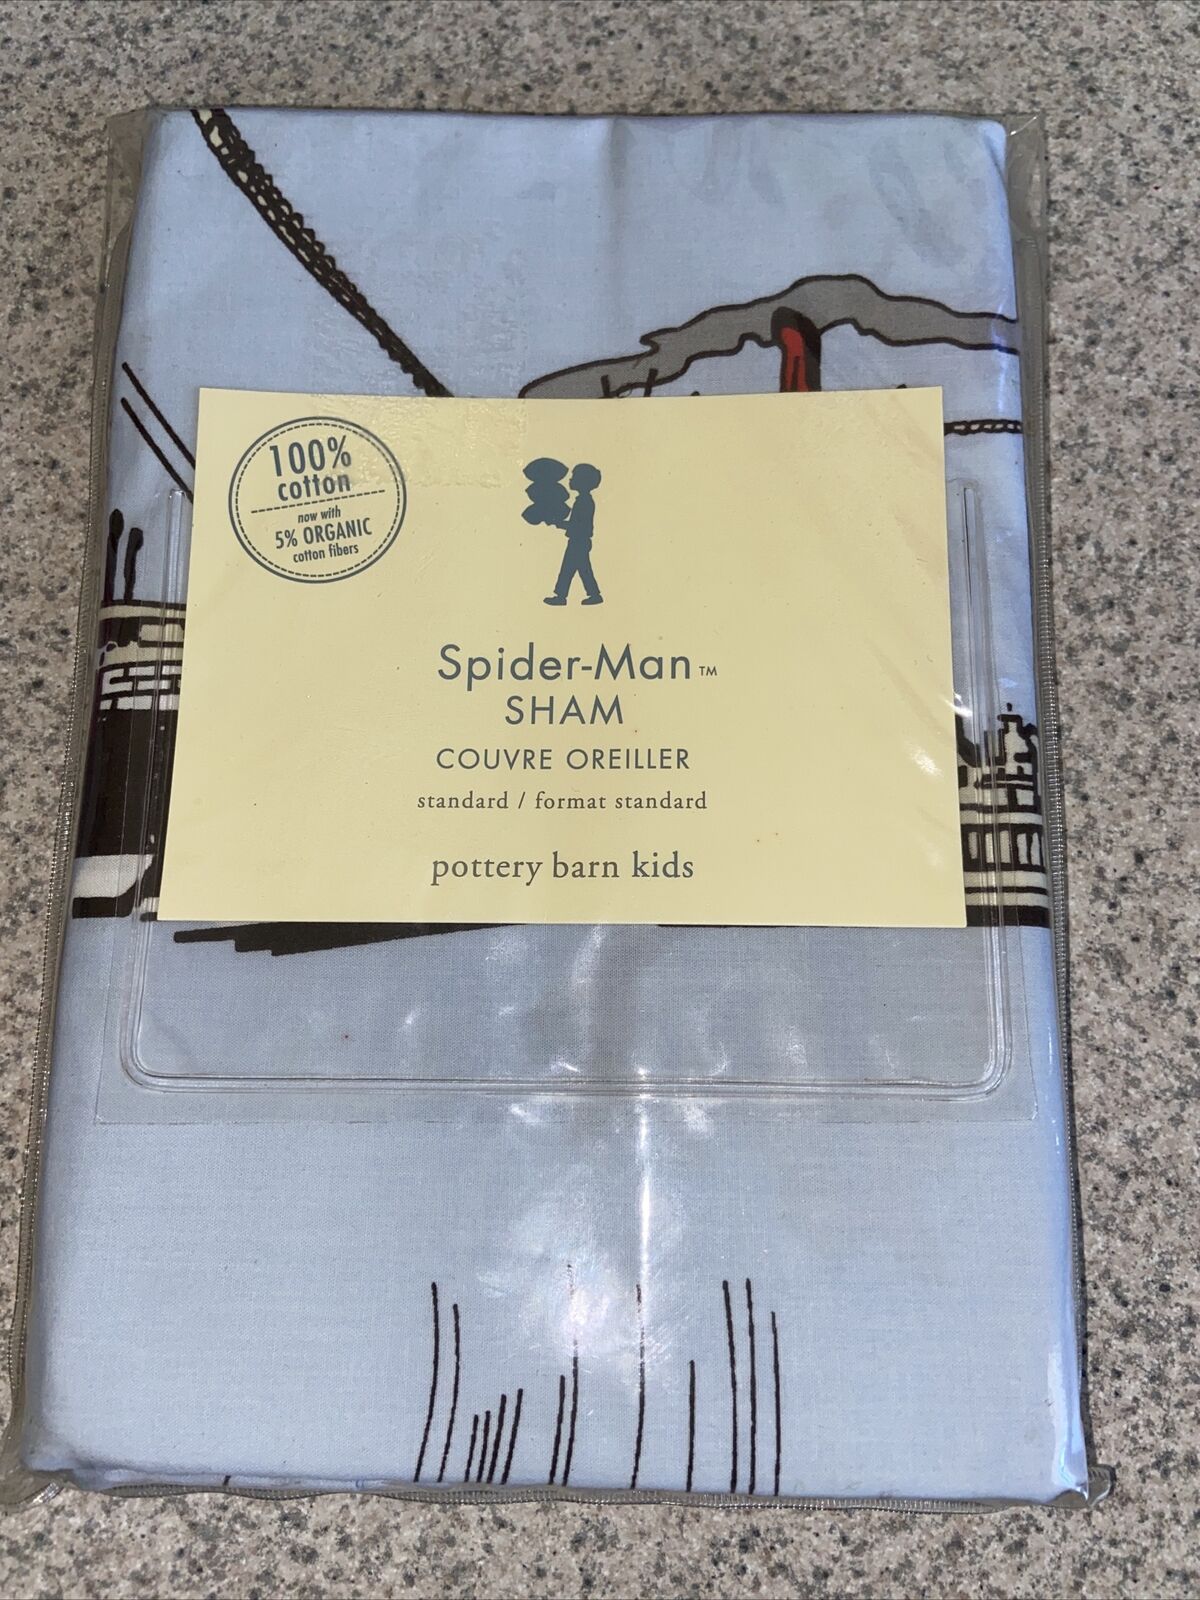 100%
cotton
now with
5% ORGANIC
cotton fibers
Spider-Man™
SHAM
COUVRE OREILLER
standard / format standard
pottery barn kids